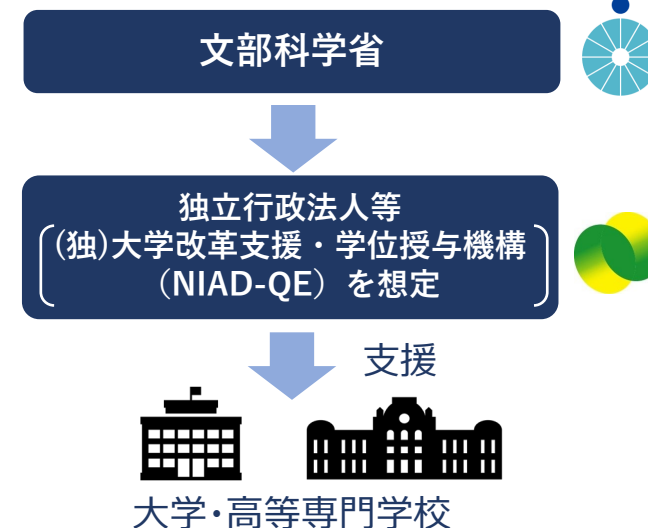 文部科学省
独立行政法人等
(独)大学改革支援・学位授与機構
（NIAD-QE）を想定
支援
大学・高等専門学校